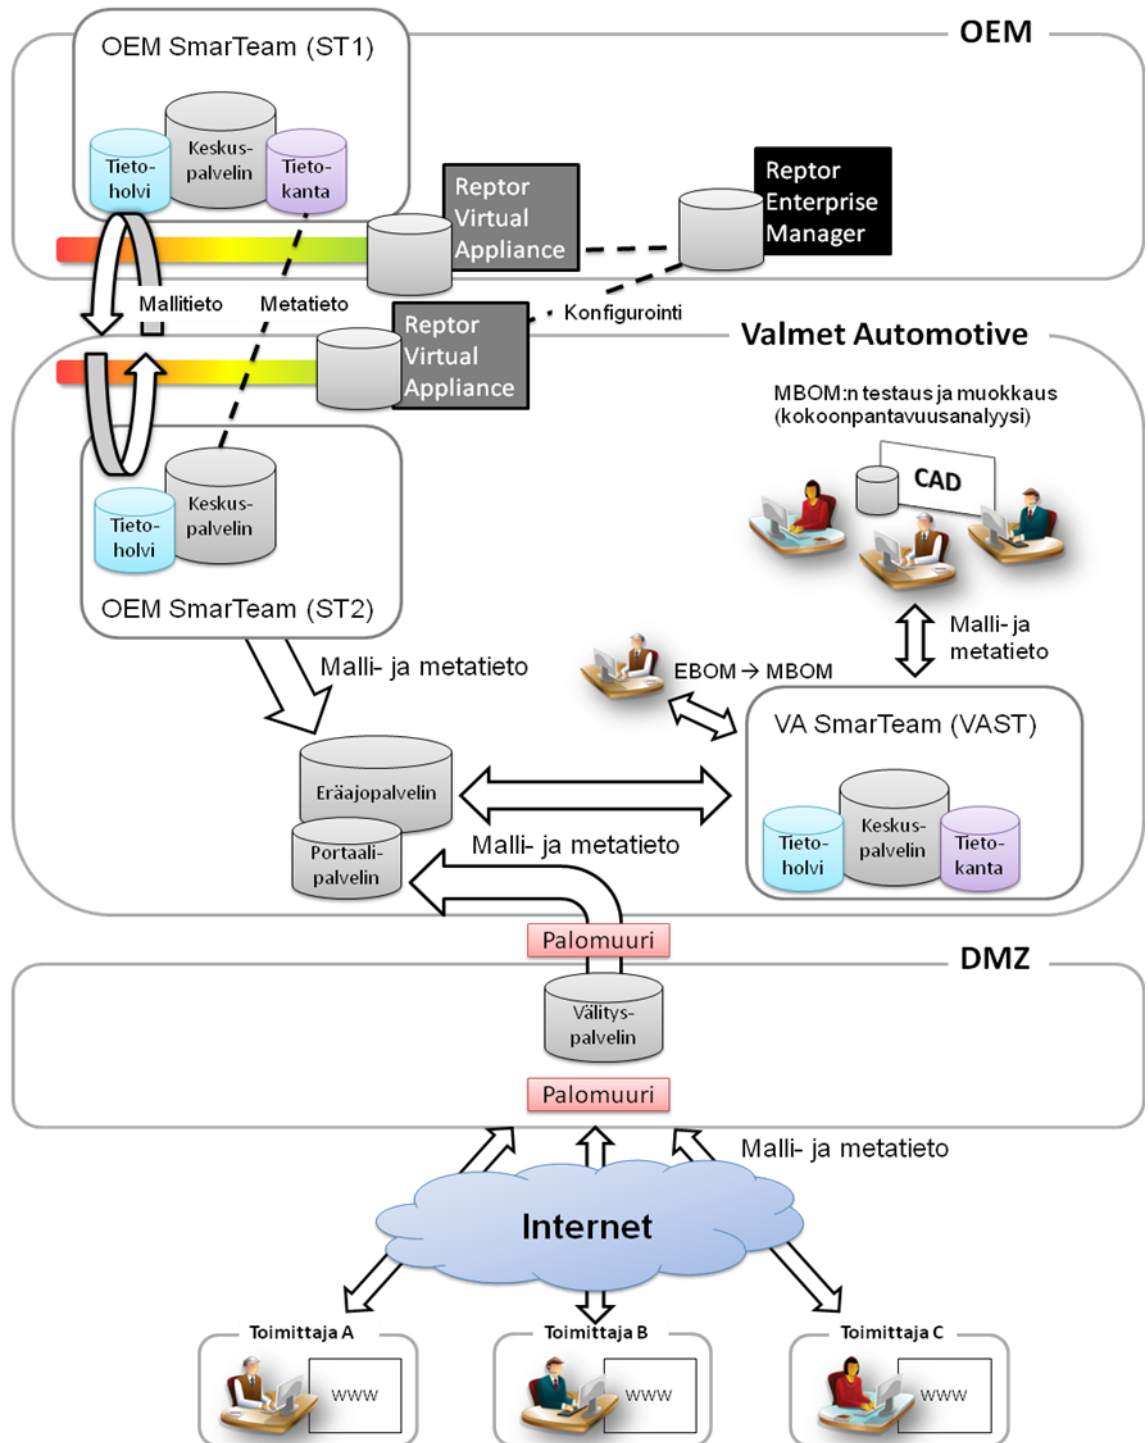 OEM
OEM SmarTeam (ST1)
Keskus-
palvelin
Tieto-
holvi
Tieto-
kanta
Reptor
Virtual
Appliance
Reptor
Enterprise
Manager
Mallitieto
Metatieto
Konfigurointi
Reptor
Virtual
Appliance
Valmet Automotive
MBOM:n testaus ja muokkaus
(kokoonpantavuusanalyysi)
CAD
Keskus-
palvelin
Tieto-
holvi
OEM SmarTeam (ST2)
Malli- ja metatieto
Malli- ja
metatieto
EBOM → MBOM
VA SmarTeam (VAST)
Eräajopalvelin
Keskus-
palvelin
Tieto-
holvi
Tieto-
kanta
Malli- ja metatieto
Portaali-
palvelin
Palomuuri
DMZ
Välitys-
palvelin
Palomuuri
Malli- ja metatieto
Internet
Toimittaja A
Toimittaja B
Toimittaja C
WWW
WWW
WWW